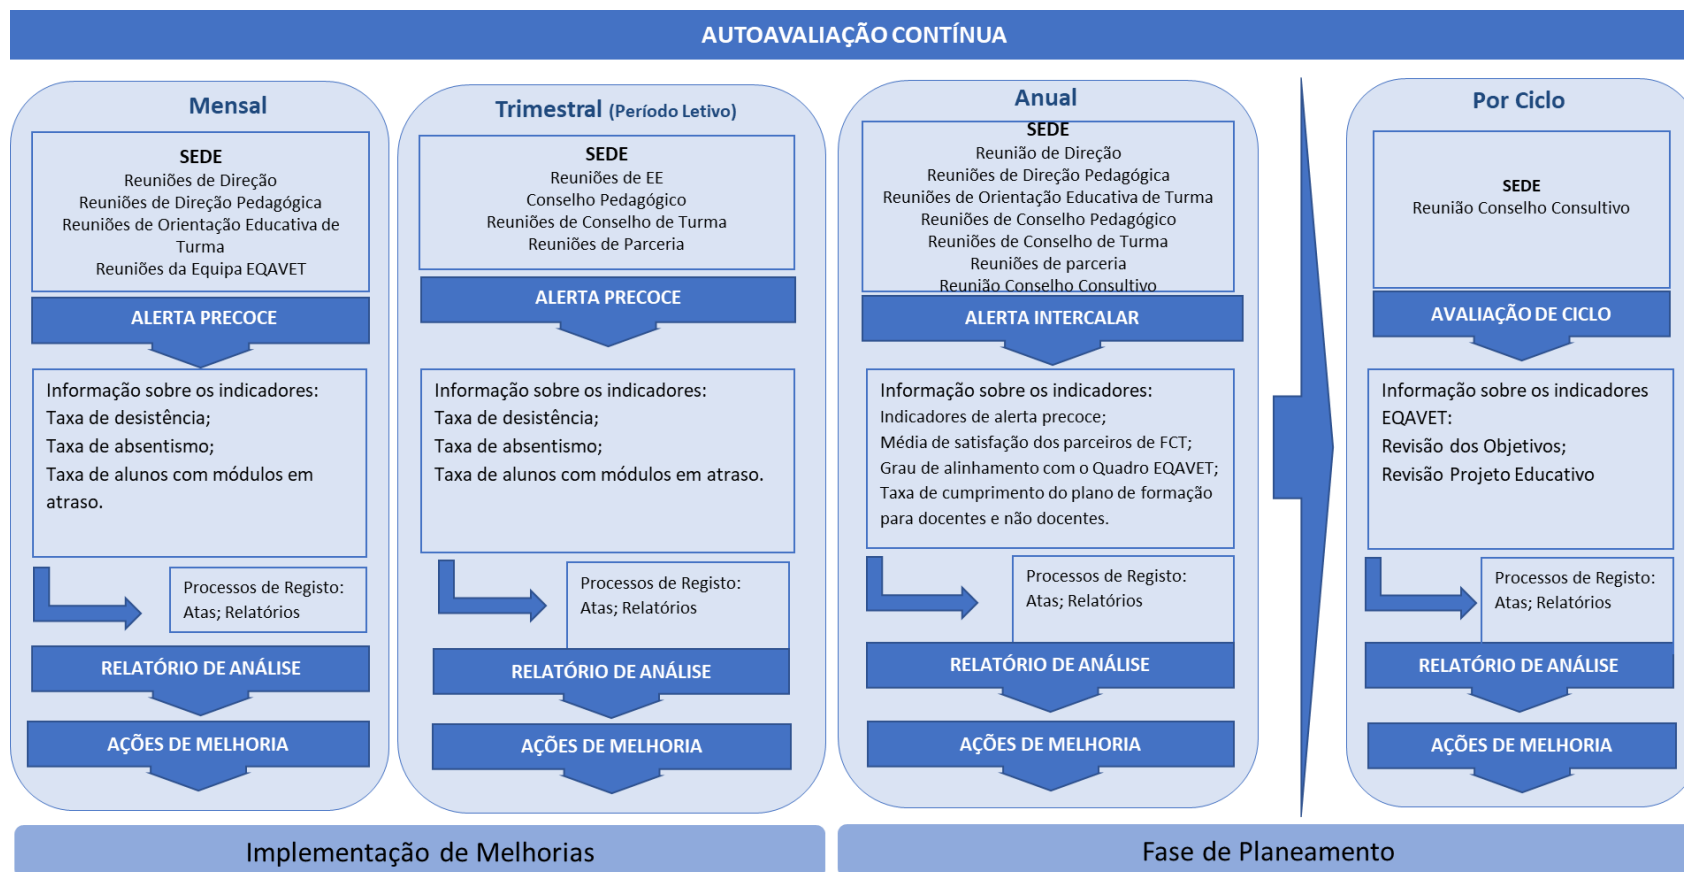 AUTOAVALIAÇÃO CONTÍNUA
Mensal
SEDE
Reuniões de Direção
Reuniões de Direção Pedagógica
Reuniões de Orientação Educativa de
Turma
Reuniões da Equipa EQAVET
ALERTA PRECOCE
Informação sobre os indicadores:
Taxa de desistência;
Taxa de absentismo;
Taxa de alunos com módulos em
atraso.
Processos de Registo:
Atas; Relatórios
RELATÓRIO DE ANÁLISE
AÇÕES DE MELHORIA
Trimestral (Período Letivo)
SEDE
Reuniões de EE
Conselho Pedagógico
Reuniões de Conselho de Turma
Reuniões de Parceria
ALERTA PRECOCE
Informação sobre os indicadores:
Taxa de desistência;
Taxa de absentismo;
Taxa de alunos com módulos em atraso.
Processos de Registo:
Atas; Relatórios
RELATÓRIO DE ANÁLISE
AÇÕES DE MELHORIA
Anual
SEDE
Reunião de Direção
Reuniões de Direção Pedagógica
Reuniões de Orientação Educativa de Turma
Reuniões de Conselho Pedagógico
Reuniões de Conselho de Turma
Reuniões de parceria
Reunião Conselho Consultivo
ALERTA INTERCALAR
Informação sobre os indicadores:
Indicadores de alerta precoce;
Média de satisfação dos parceiros de FCT;
Grau de alinhamento com o Quadro EQAVET;
Taxa de cumprimento do plano de formação
para docentes e não docentes.
Processos de Registo:
Atas; Relatórios
RELATÓRIO DE ANÁLISE
AÇÕES DE MELHORIA
Por Ciclo
SEDE
Reunião Conselho Consultivo
AVALIAÇÃO DE CICLO
Informação sobre os indicadores
EQAVET:
Revisão dos Objetivos;
Revisão Projeto Educativo
Processos de Registo:
Atas; Relatórios
RELATÓRIO DE ANÁLISE
AÇÕES DE MELHORIA
Implementação de Melhorias
Fase de Planeamento